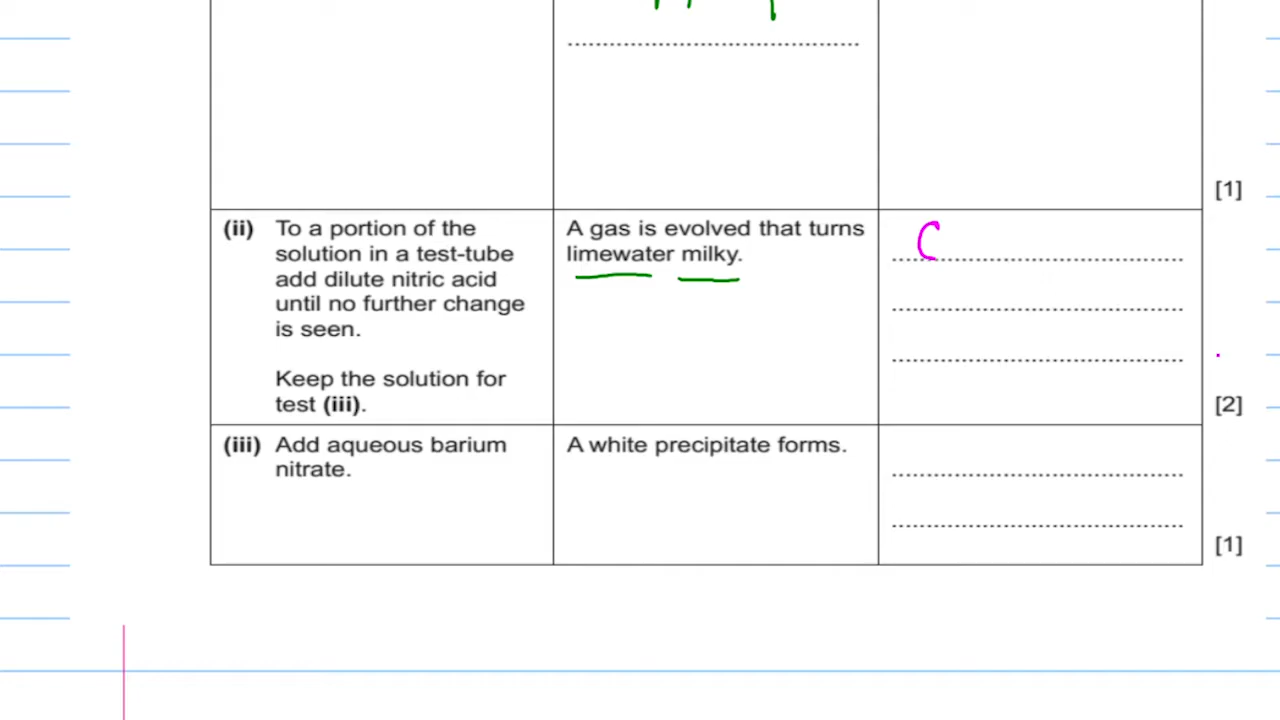 [1]
(ii) To a portion of the
solution in a test-tube
add dilute nitric acid
until no further change
is seen.
Keep the solution for
test (iii).
A gas is evolved that turns
limewater milky.
C
[2]
(iii) Add aqueous barium
nitrate.
A white precipitate forms.
[1]